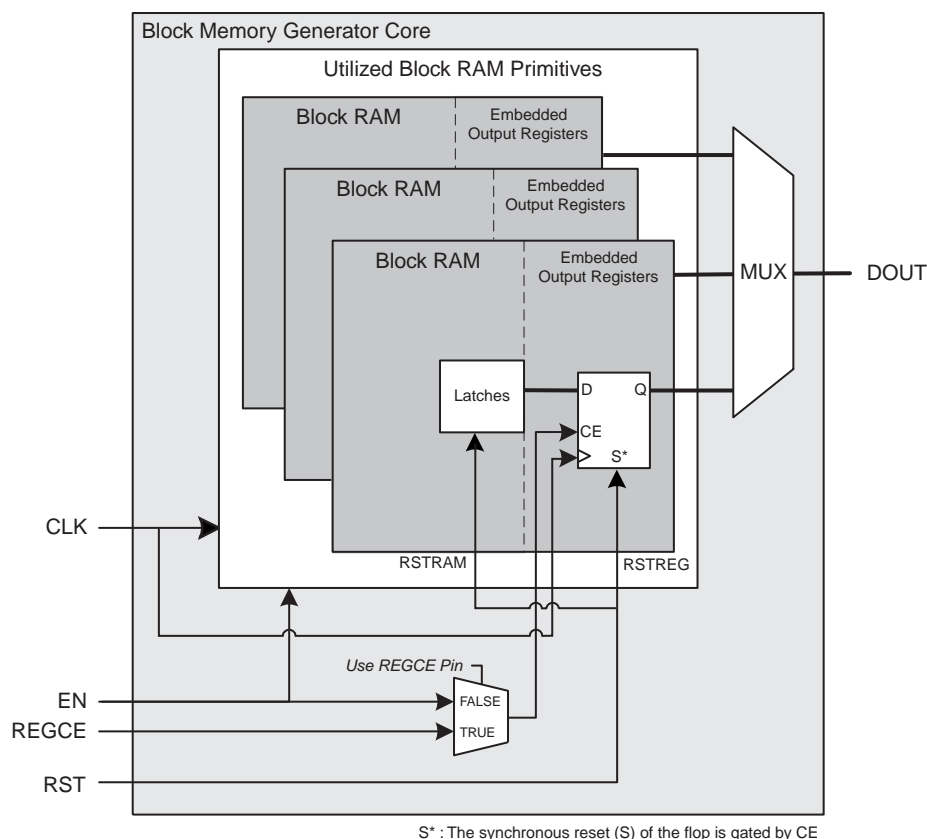 Block Memory Generator Core
Utilized Block RAM Primitives
Block RAM
Embedded
Output Registers
Block RAM
Embedded
Output Registers
Block RAM
Embedded
Output Registers
MUX
DOUT
Latches
D
Q
CE
S*
CLK
RSTRAM
RSTREG
Use REGCE Pin
EN
FALSE
REGCE
TRUE
RST
S* : The synchronous reset (S) of the flop is gated by CE